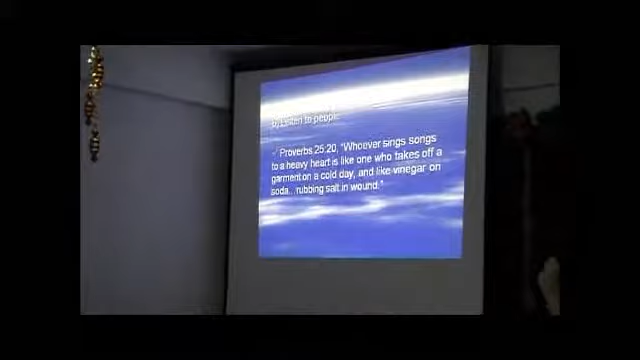 b) Listen to people.
- Proverbs 25:20, "Whoever sings songs
to a heavy heart is like one who takes off a
garment on a cold day, and like vinegar on
soda.. rubbing salt in wound."